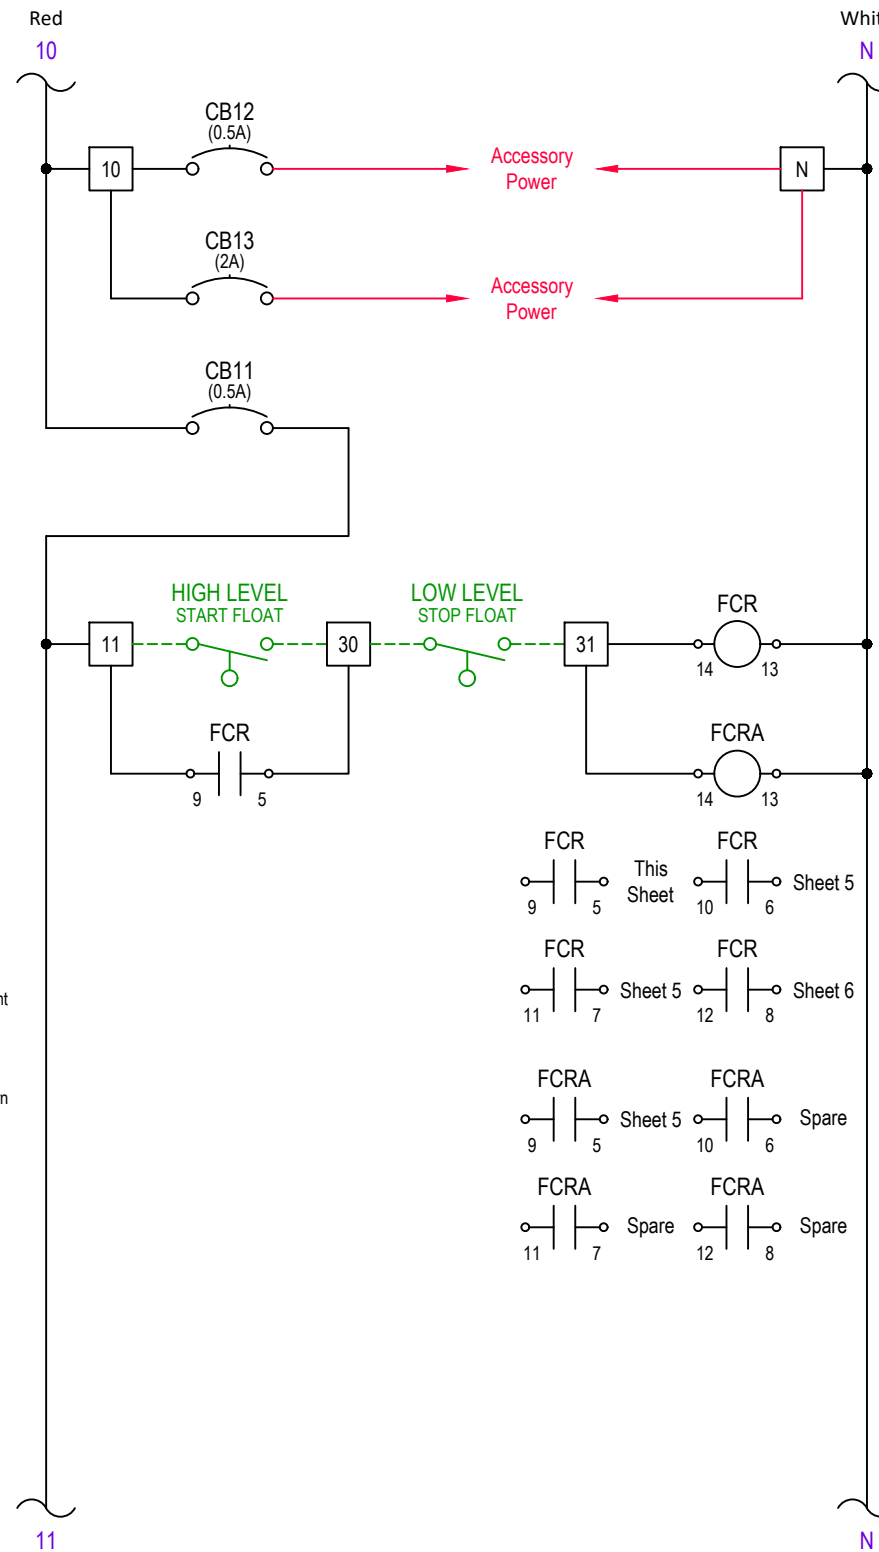 Red
Whit
10
N
CB12
(0.5A)
10
Accessory
Power
N
CB13
(2A)
Accessory
Power
CB11
(0.5A)
HIGH LEVEL
START FLOAT
LOW LEVEL
STOP FLOAT
FCR
11
30
31
14
13
FCR
FCRA
9
5
14
13
FCR
This
Sheet
FCR
Sheet 5
9
5
10
6
FCR
FCR
Sheet 5
Sheet 6
11
7
12
8
nt
FCRA
FCRA
Sheet 5
Spare
9
5
10
6
n
FCRA
FCRA
Spare
Spare
11
7
12
8
11
N